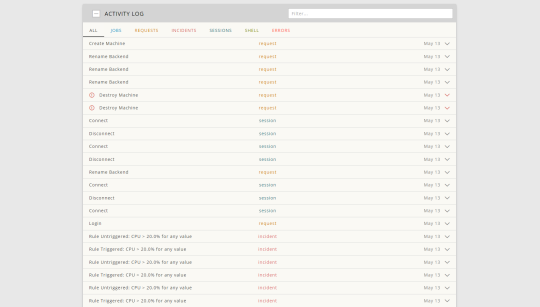 ACTIVITY LOG Filter...
ALL JOBS REQUESTS INCIDENTS SESSIONS SHELL ERRORS
Create Machine request May 13
Rename Backend request May 13
Rename Backend request May 13
Rename Backend request May 13
Destroy Machine request May 13
Destroy Machine request May 13
Connect session May 13
Disconnect session May 13
Connect session May 13
Disconnect session May 13
Rename Backend request May 13
Connect session May 13
Disconnect session May 13
Connect session May 13
Login request May 13
Rule Untriggered: CPU > 20.0% for any value incident May 13
Rule Triggered: CPU > 20.0% for any value incident May 13
Rule Untriggered: CPU > 20.0% for any value incident May 13
Rule Triggered: CPU > 20.0% for any value incident May 13
Rule Untriggered: CPU > 20.0% for any value incident May 13
Rule Triggered: CPU > 20.0% for any value incident May 13